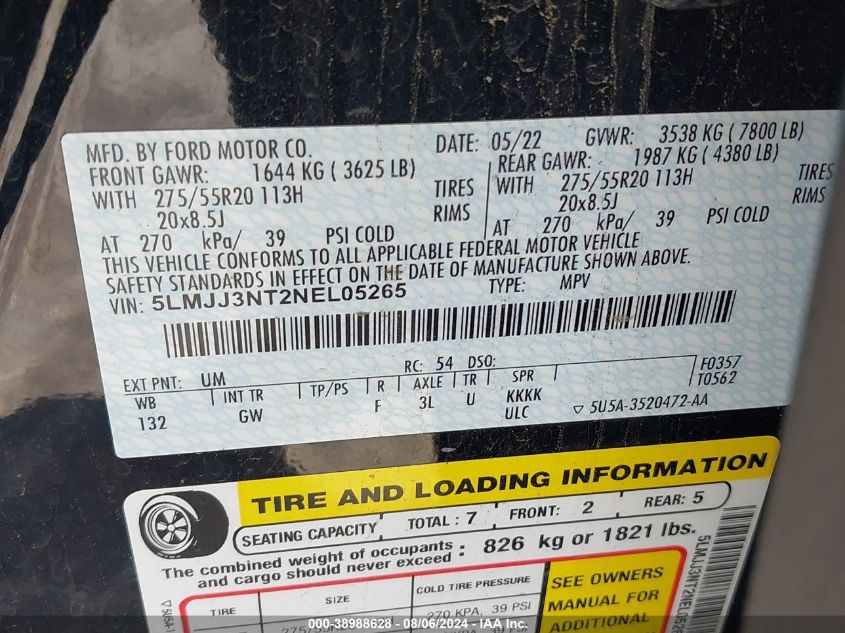 MFD. BY FORD MOTOR CO. DATE: 05/22 GVWR: 3538 KG ( 7800 LB)
FRONT GAWR: 1644 KG ( 3625 LB) REAR GAWR: 1987 KG ( 4380 LB)
WITH 275/55R20 113H TIRES WITH 275/55R20 113H TIRES
20x8.5J RIMS 20x8.5J RIMS
AT 270 kPa/ 39 PSI COLD AT 270 kPa/ 39 PSI COLD
THIS VEHICLE CONFORMS TO ALL APPLICABLE FEDERAL MOTOR VEHICLE
SAFETY STANDARDS IN EFFECT ON THE DATE OF MANUFACTURE SHOWN ABOVE.
VIN: 5LMJJ3NT2NEL05265 TYPE: MPV
EXT PNT: UM RC: 54 DSO: F0357
WB INT TR TP/PS R AXLE TR SPR T0562
132 GW F 3L U KKKK
ULC ▽ 5U5A-3520472-AA
TIRE AND LOADING INFORMATION
SEATING CAPACITY TOTAL : 7 FRONT: 2 REAR: 5
The combined weight of occupants
and cargo should never exceed : 826 kg or 1821 lbs.
TIRE SIZE COLD TIRE PRESSURE
270 KPA, 39 PSI
SEE OWNERS
MANUAL FOR
ADDITIONAL
000-38988628 - 08/06/2024 - IAA Inc.